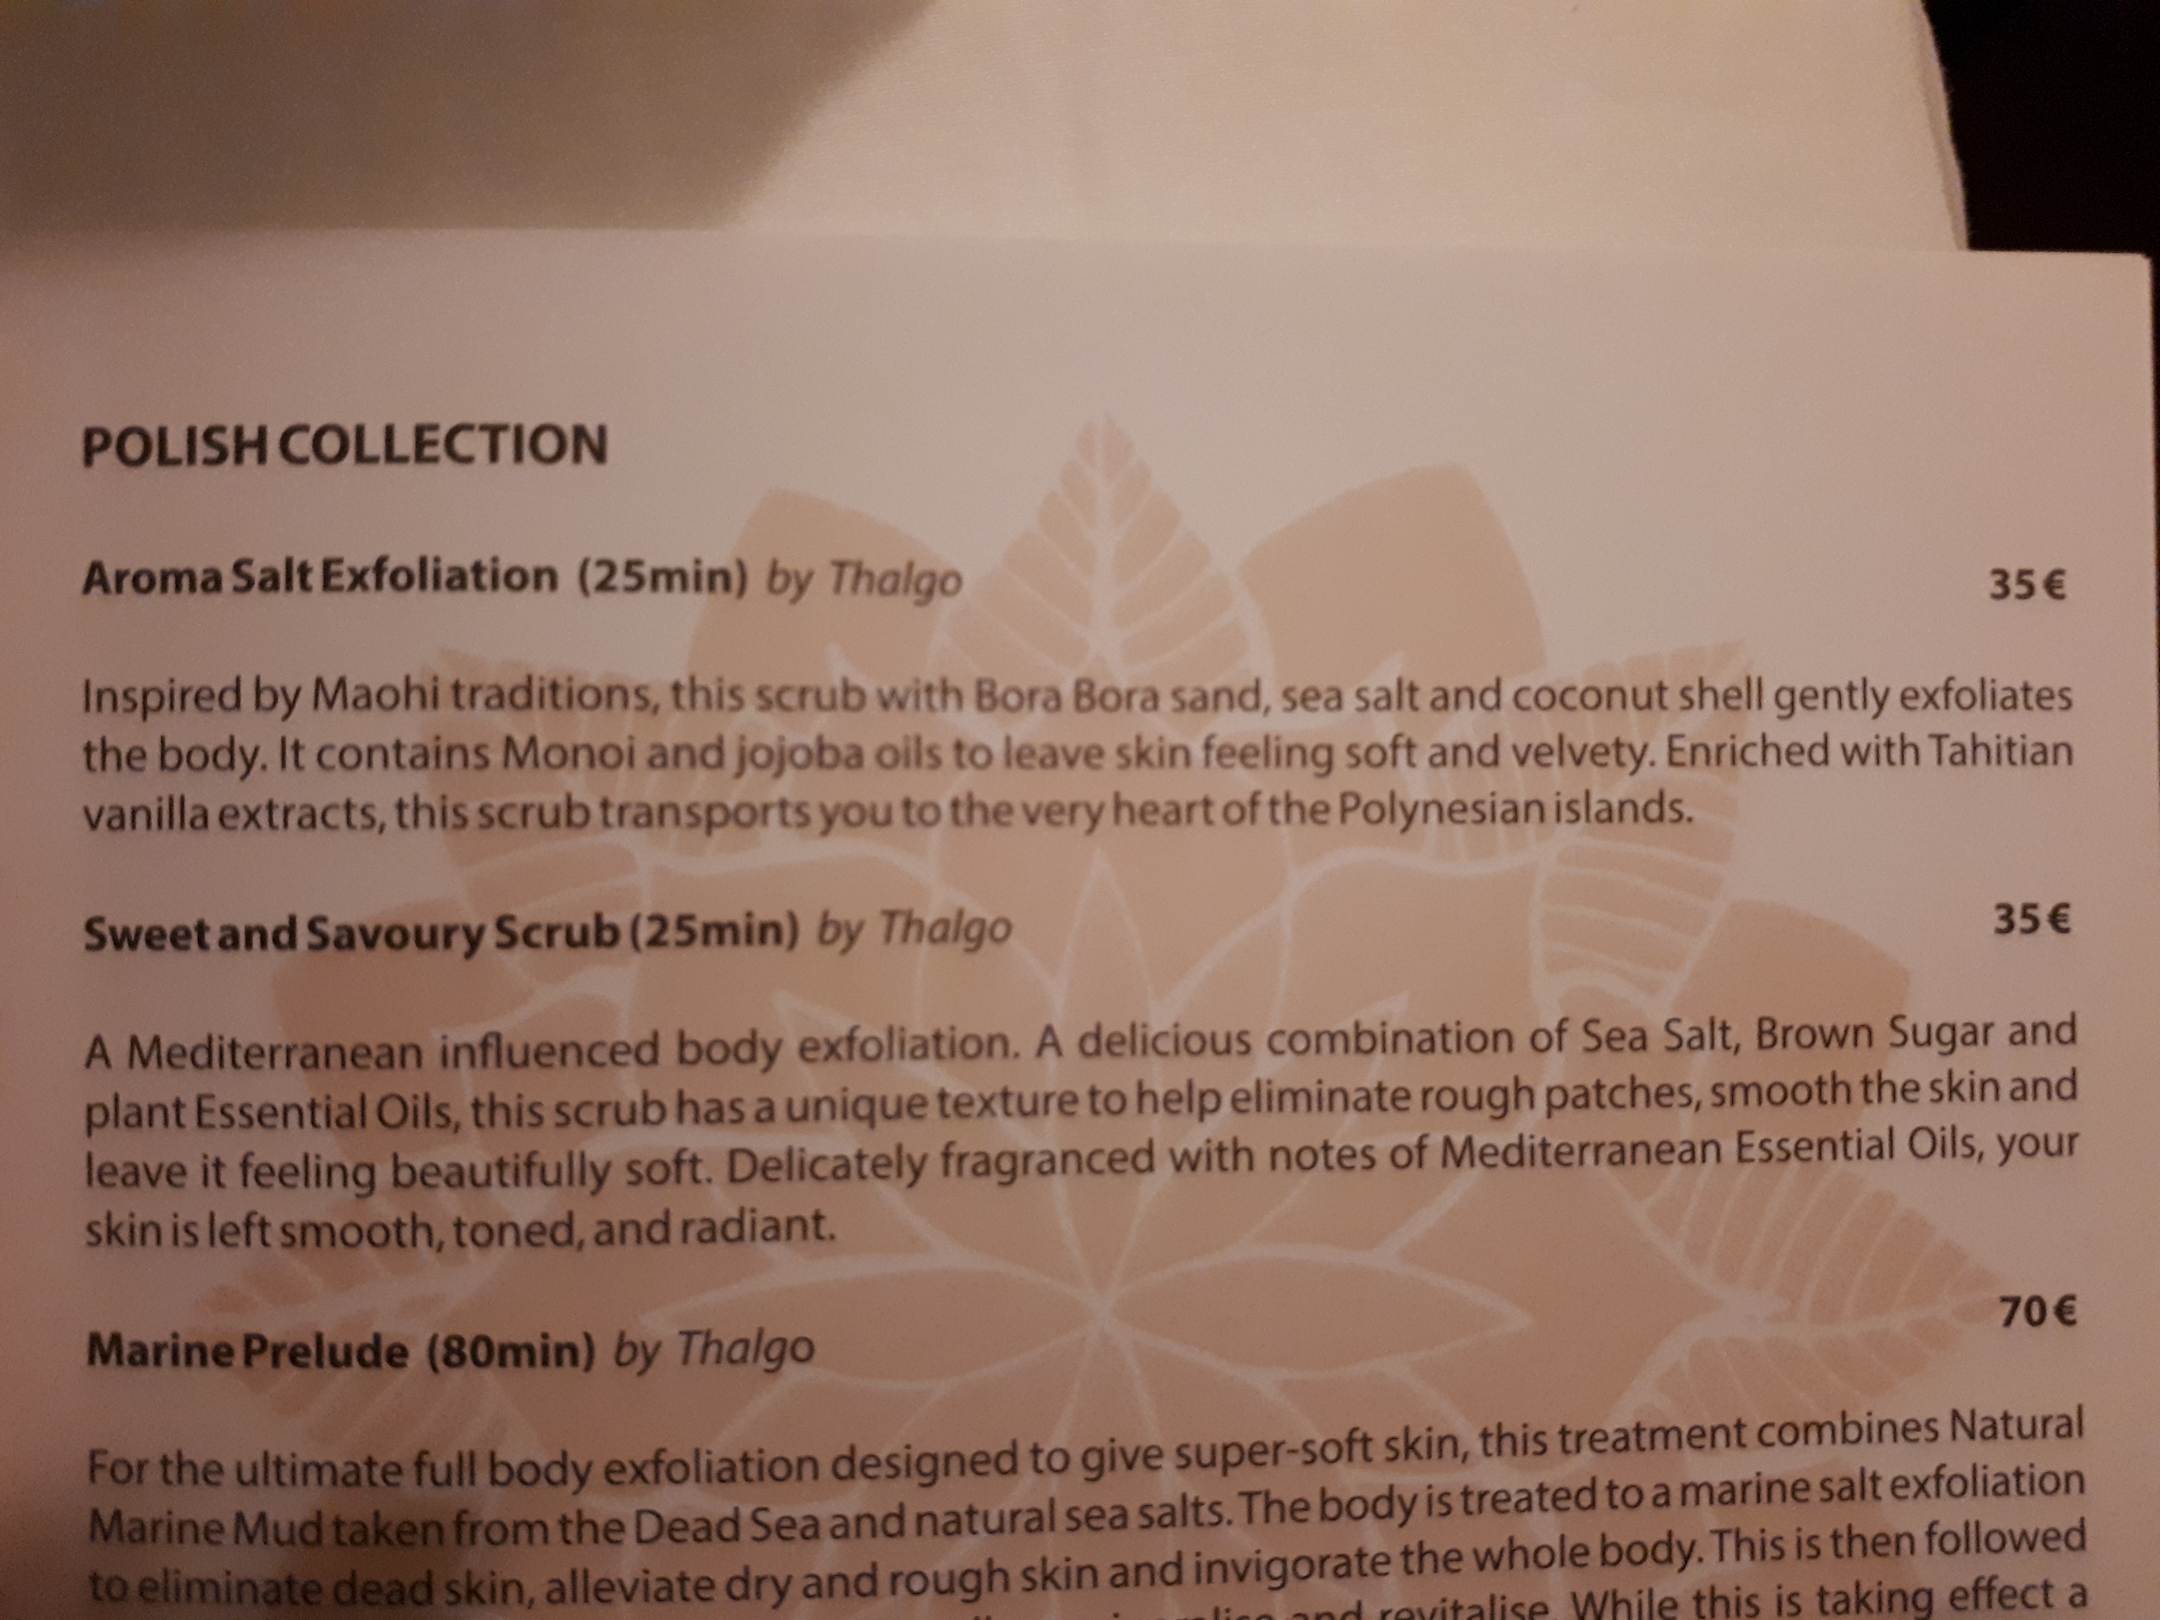 POLISH COLLECTION
Aroma Salt Exfoliation (25min) by Thalgo 35€
Inspired by Maohi traditions, this scrub with Bora Bora sand, sea salt and coconut shell gently exfoliates
the body. It contains Monoi and jojoba oils to leave skin feeling soft and velvety. Enriched with Tahitian
vanilla extracts, this scrub transports you to the very heart of the Polynesian islands.
Sweet and Savoury Scrub (25min) by Thalgo 35€
A Mediterranean influenced body exfoliation. A delicious combination of Sea Salt, Brown Sugar and
plant Essential Oils, this scrub has a unique texture to help eliminate rough patches, smooth the skin and
leave it feeling beautifully soft. Delicately fragranced with notes of Mediterranean Essential Oils, your
skin is left smooth, toned, and radiant.
Marine Prelude (80min) by Thalgo 70€
For the ultimate full body exfoliation designed to give super-soft skin, this treatment combines Natural
Marine Mud taken from the Dead Sea and natural sea salts. The body is treated to a marine salt exfoliation
to eliminate dead skin, alleviate dry and rough skin and invigorate the whole body. This is then followed
and revitalise. While this is taking effect a